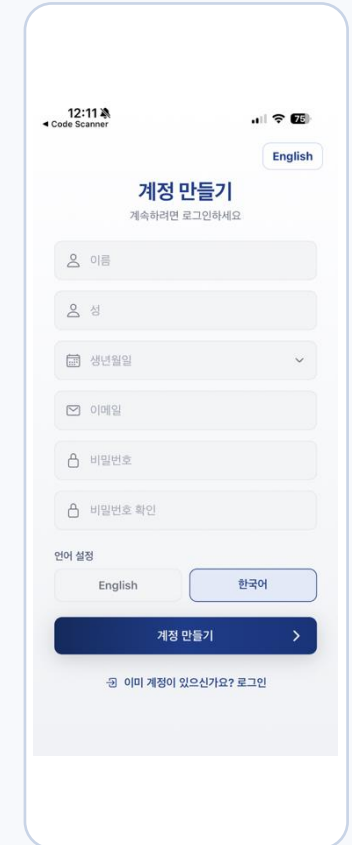 12:11
◀ Code Scanner
75
English
계정 만들기
계속하려면 로그인하세요
이름
성
생년월일
이메일
비밀번호
비밀번호 확인
언어 설정
English 한국어
계정 만들기
이미 계정이 있으신가요? 로그인